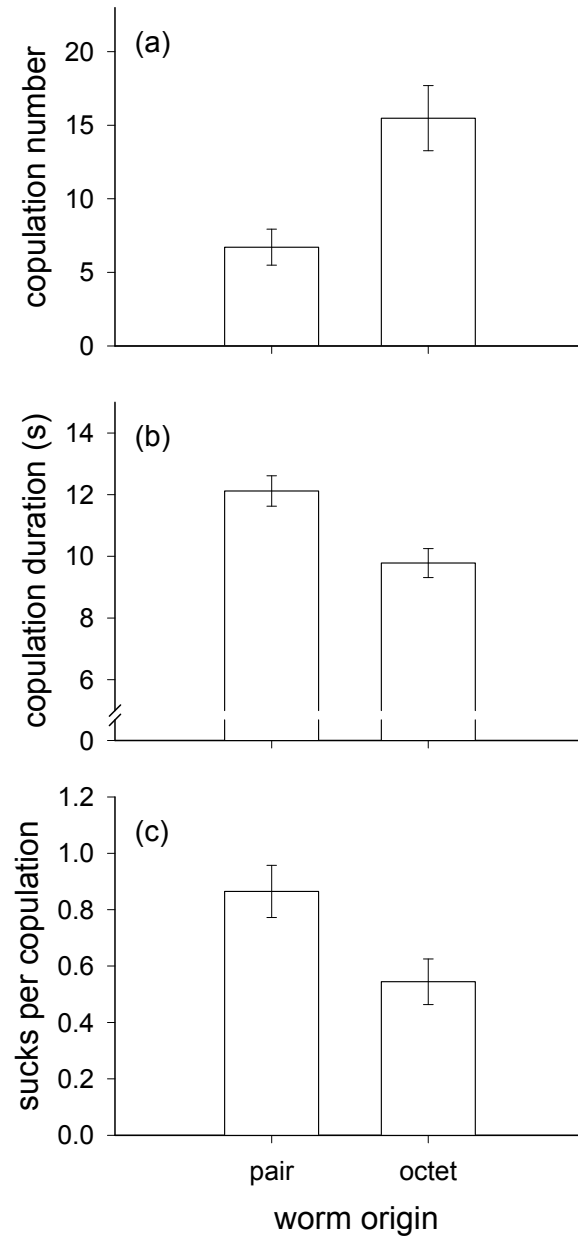 (a)
copulation number
20
15
10
5
0
(b)
copulation duration (s)
14
12
10
8
6
0
(c)
sucks per copulation
1.2
1.0
0.8
0.6
0.4
0.2
0.0
pair octet
worm origin